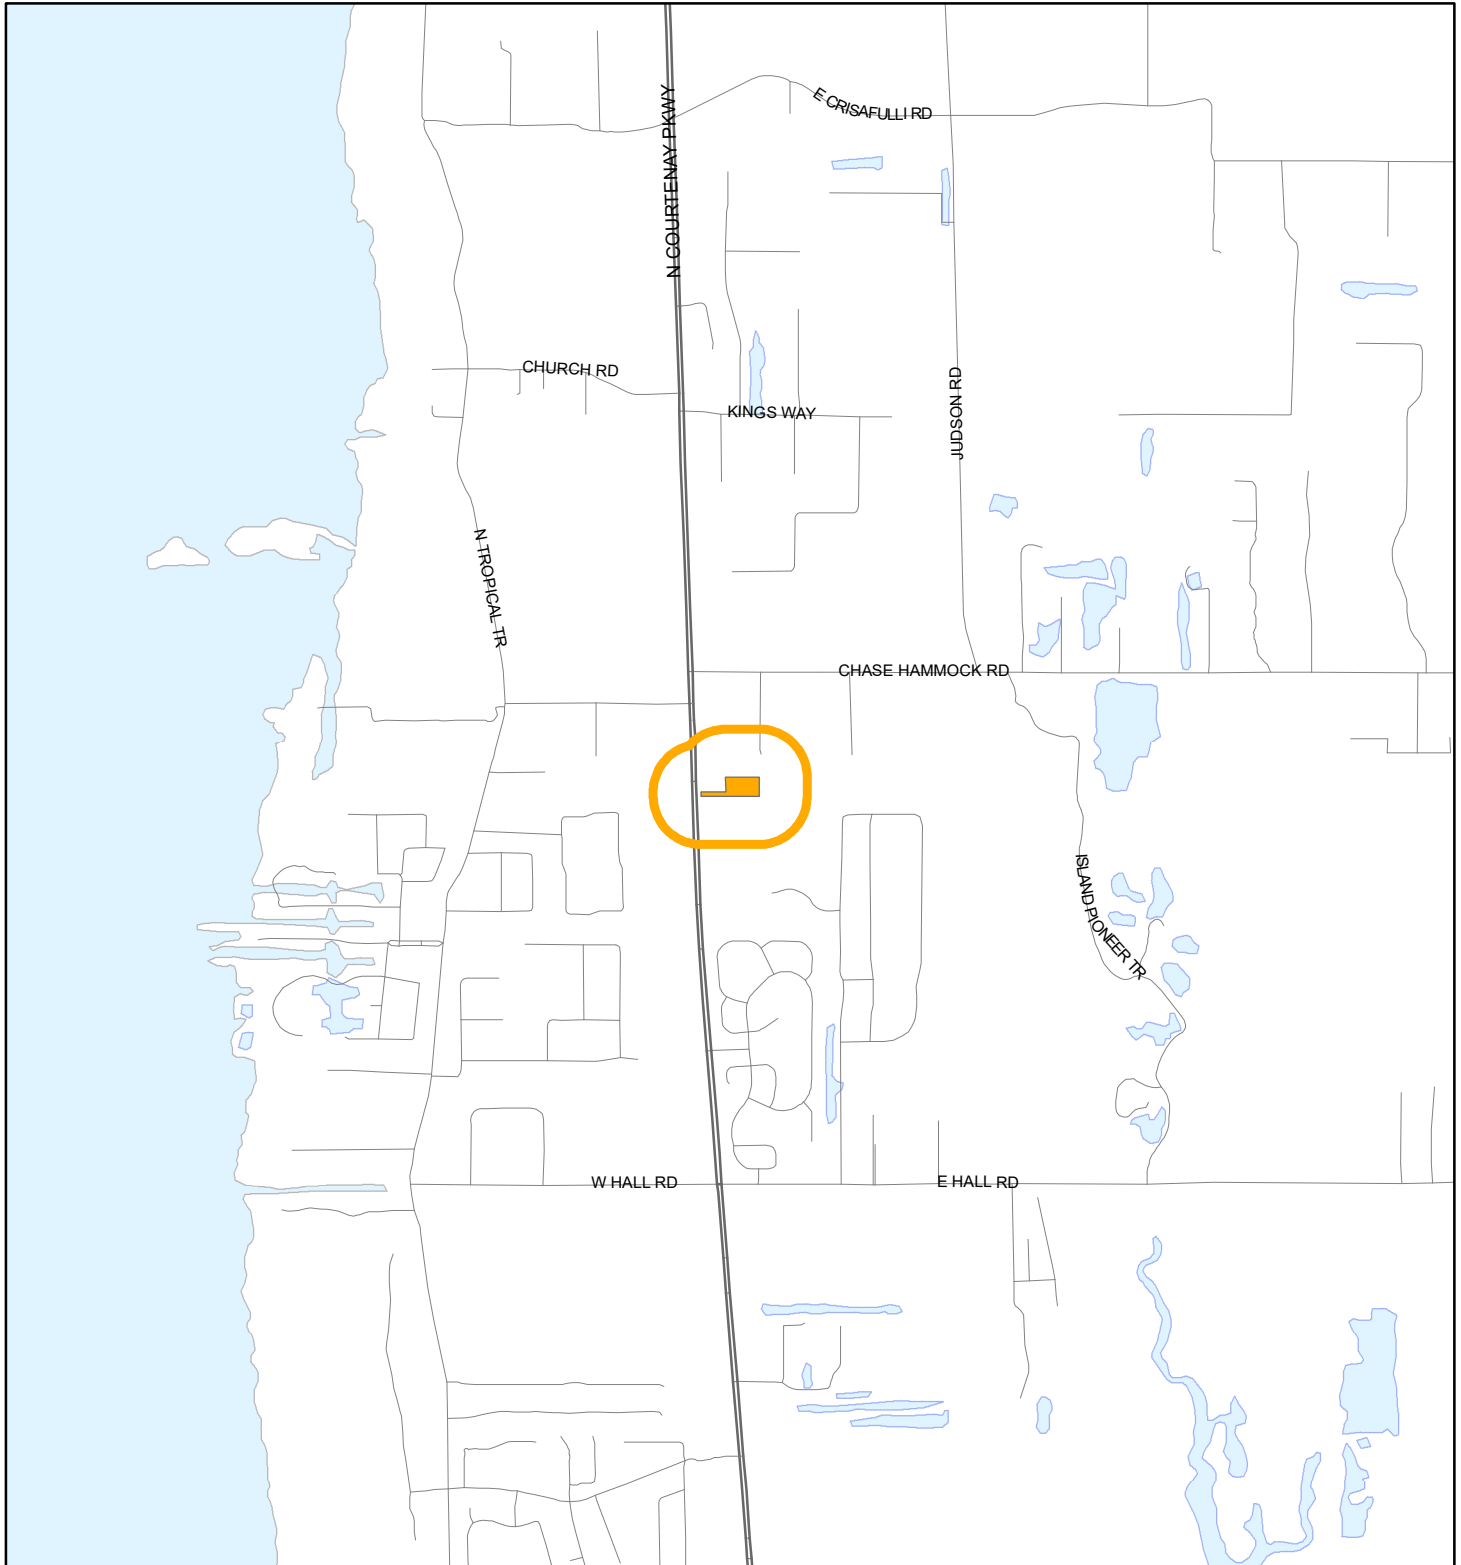 E CRISAFULLI RD
N COURTENAY PKWY
CHURCH RD
KINGS WAY
JUDSON RD
N TROPICAL TR
CHASE HAMMOCK RD
ISLAND PIONEER TR
W HALL RD
E HALL RD